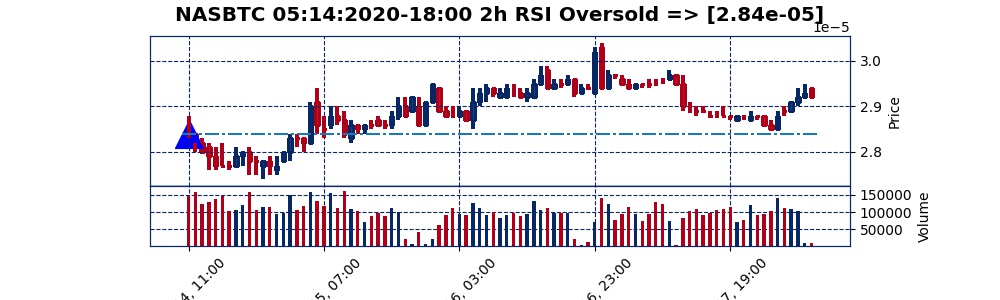 NASBTC 05:14:2020-18:00 2h RSI Oversold => [2.84e-05]
1e−5
3.0
2.9
2.8
Price
150000
100000
50000
Volume
4, 11:00
5, 07:00
6, 03:00
6, 23:00
7, 19:00